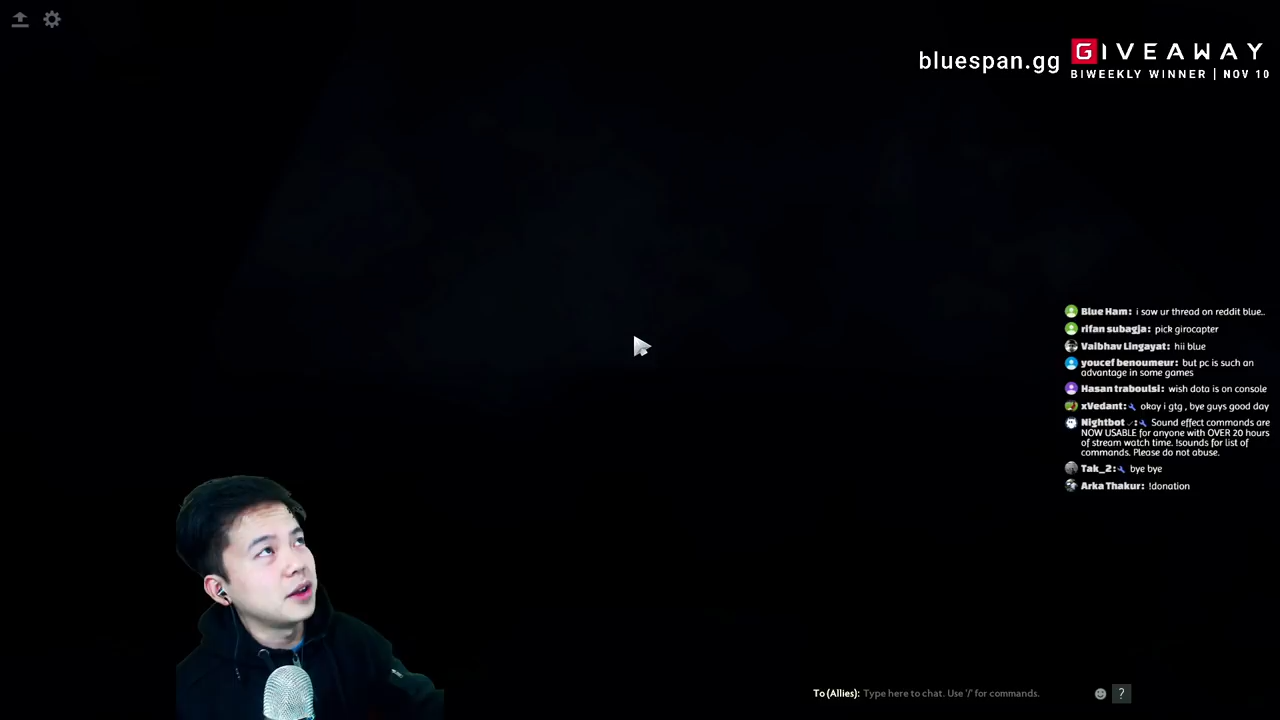 bluespan.gg GIVEAWAY
BIWEEKLY WINNER | NOV 10
Blue Ham: i saw ur thread on reddit blue..
rifan subagja: pick girocapter
Vaibhav Lingayat: hii blue
youcef benoumeur: but pc is such an
advantage in some games
Hasan traboulsi: wish dota is on console
xVedant: okay i gtg , bye guys good day
Nightbot : Sound effect commands are
NOW USABLE for anyone with OVER 20 hours
of stream watch time. !sounds for list of
commands. Please do not abuse.
Tak_2: bye bye
Arka Thakur: !donation
To (Allies): Type here to chat. Use '/' for commands.
?